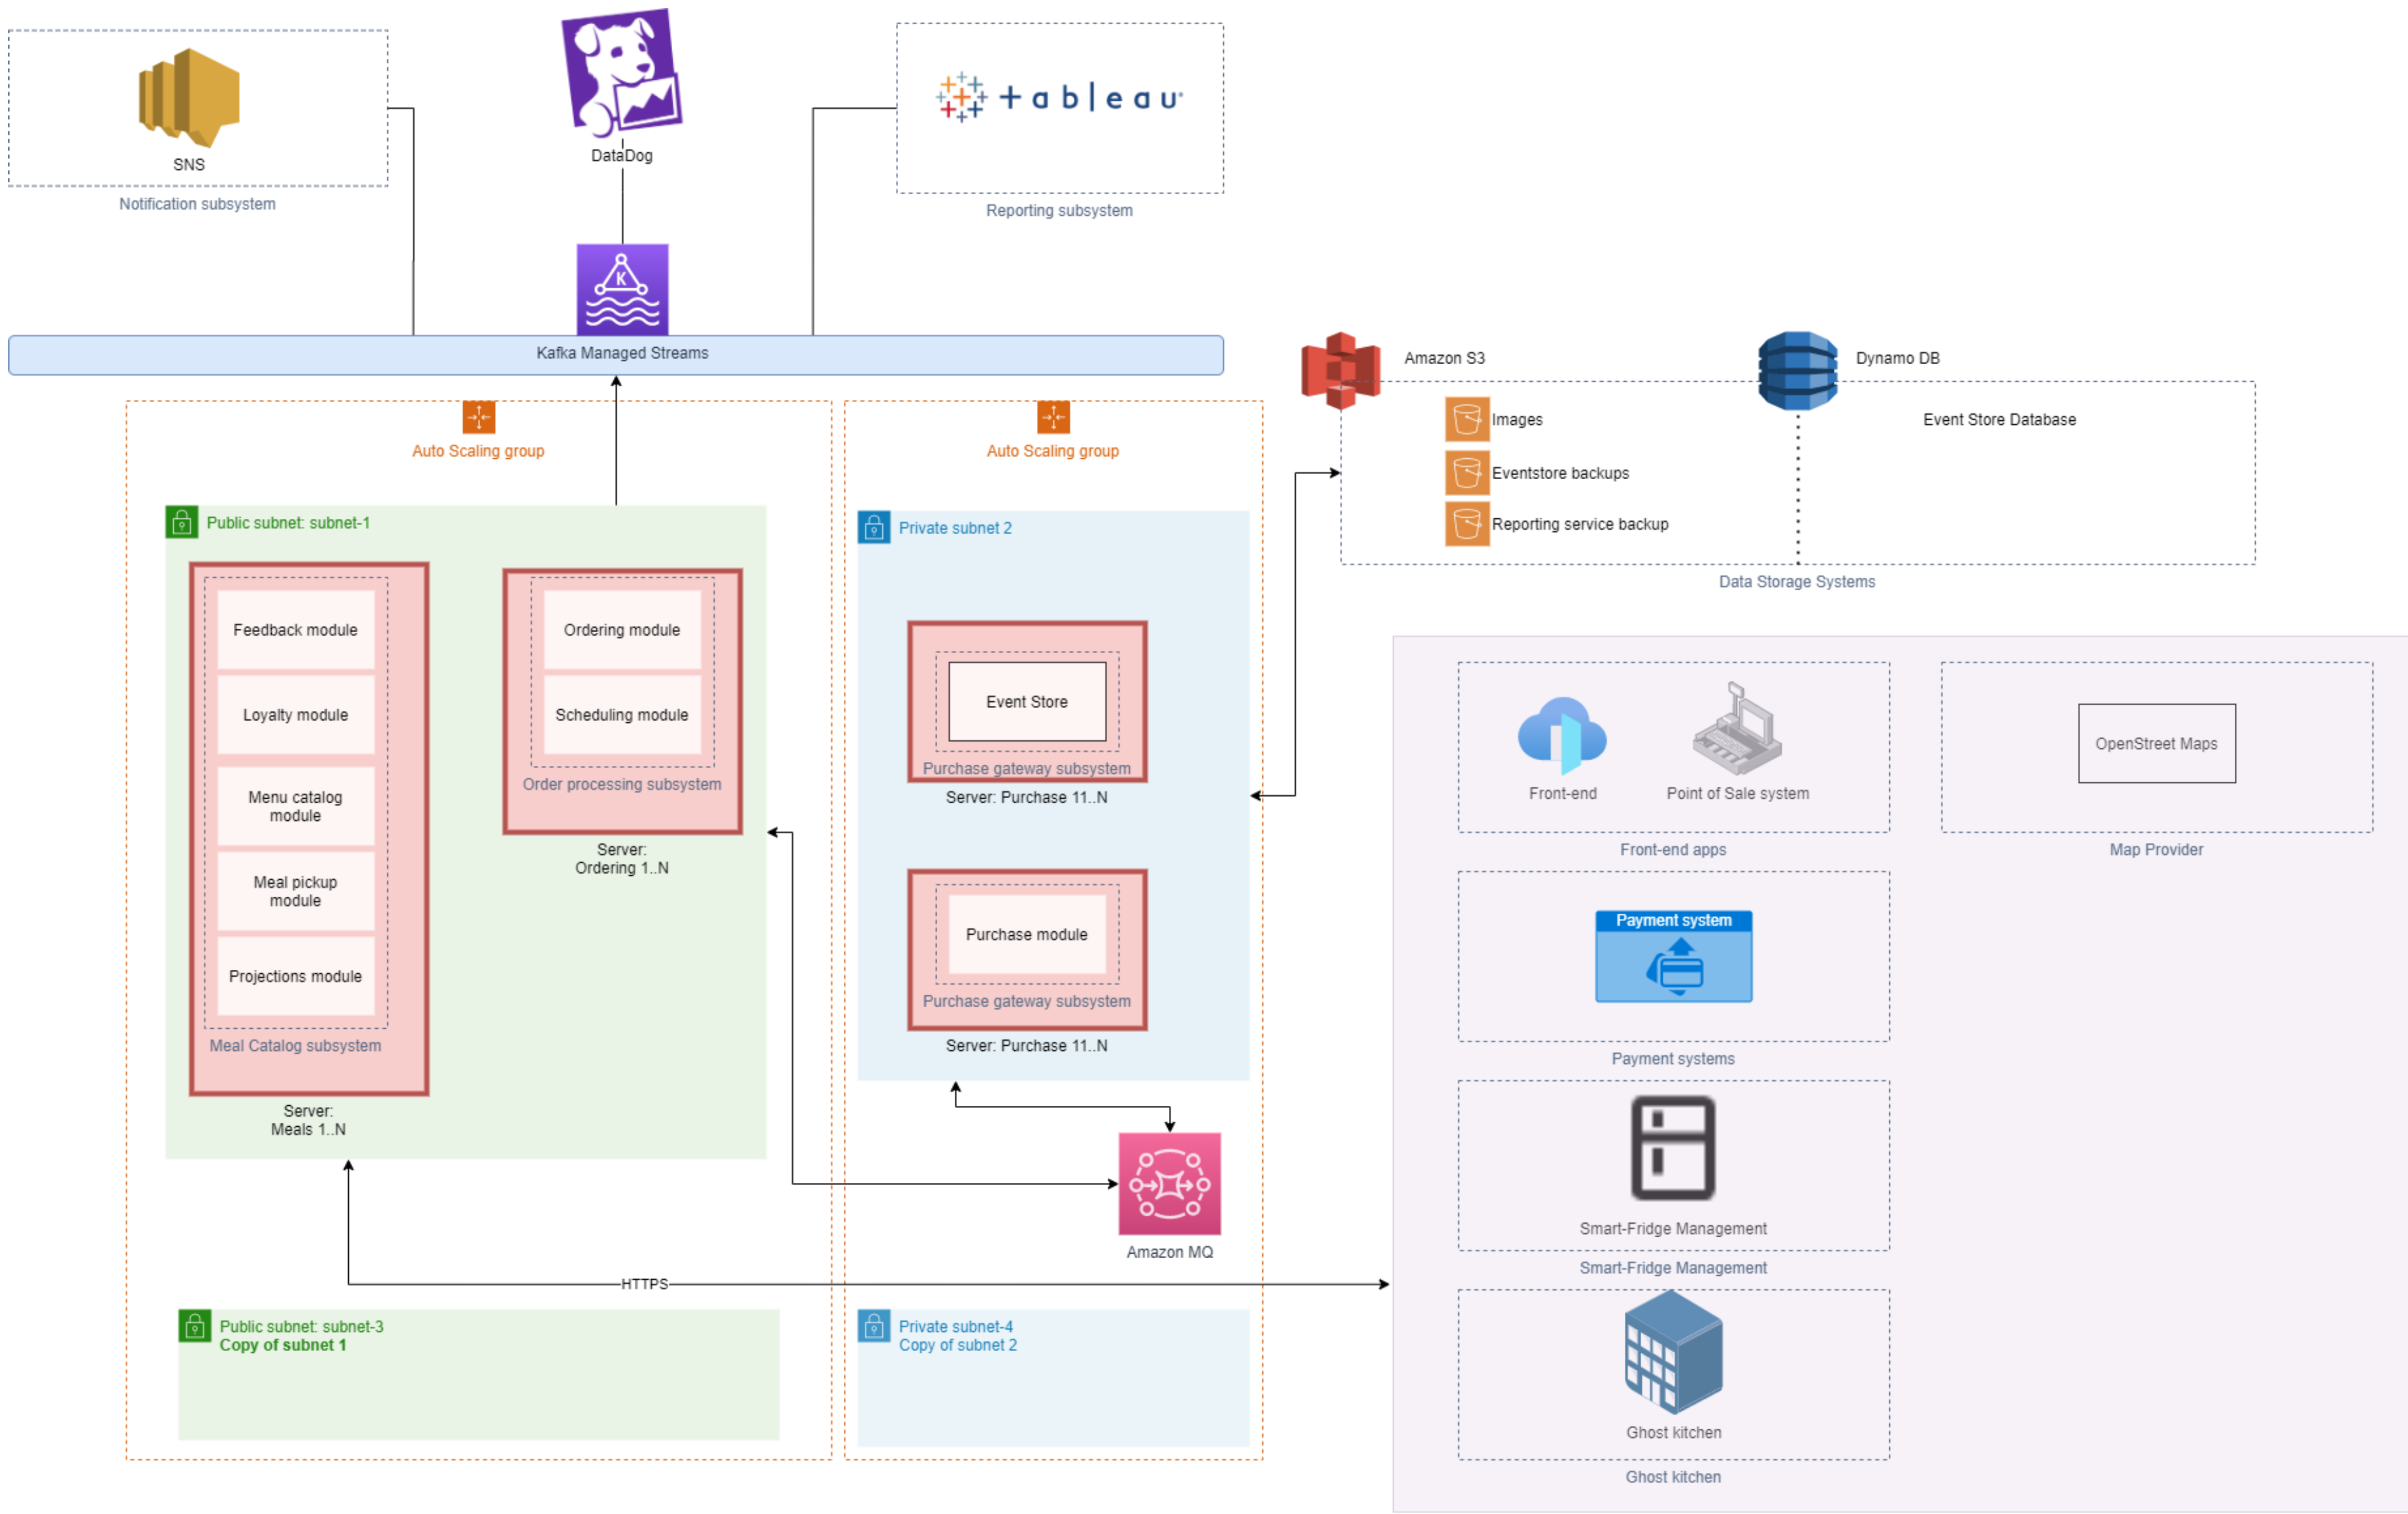 SNS
Notification subsystem
DataDog
+ableau
Reporting subsystem
K
Kafka Managed Streams
Amazon S3
Dynamo DB
Images
Eventstore backups
Reporting service backup
Event Store Database
Data Storage Systems
Auto Scaling group
Auto Scaling group
Public subnet: subnet-1
Feedback module
Loyalty module
Menu catalog
module
Meal pickup
module
Projections module
Meal Catalog subsystem
Server:
Meals 1..N
Ordering module
Scheduling module
Order processing subsystem
Server:
Ordering 1..N
Private subnet 2
Event Store
Purchase gateway subsystem
Server: Purchase 11..N
Purchase module
Purchase gateway subsystem
Server: Purchase 11..N
Amazon MQ
HTTPS
Public subnet: subnet-3
Copy of subnet 1
Private subnet-4
Copy of subnet 2
Front-end
Point of Sale system
Front-end apps
OpenStreet Maps
Map Provider
Payment system
Payment systems
Smart-Fridge Management
Smart-Fridge Management
Ghost kitchen
Ghost kitchen